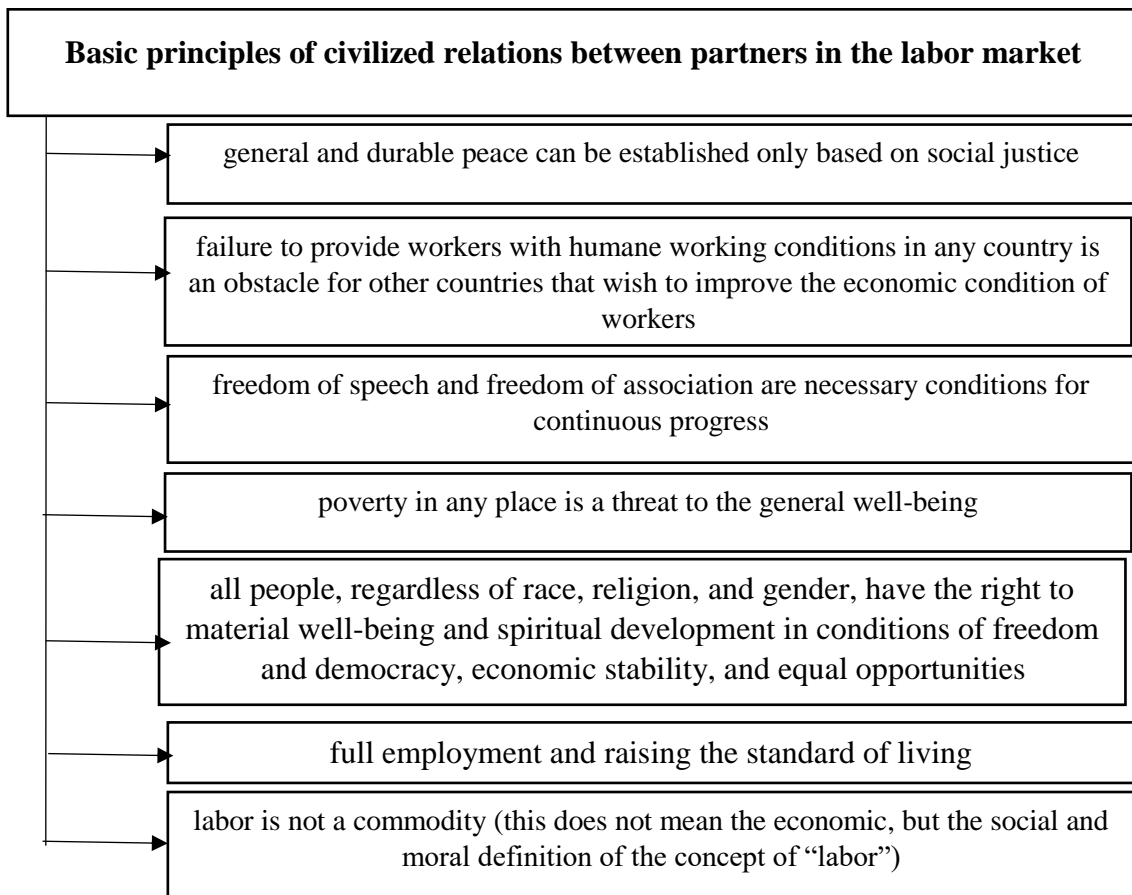 Basic principles of civilized relations between partners in the labor market
general and durable peace can be established only based on social justice
failure to provide workers with humane working conditions in any country is
an obstacle for other countries that wish to improve the economic condition of
workers
freedom of speech and freedom of association are necessary conditions for
continuous progress
poverty in any place is a threat to the general well-being
all people, regardless of race, religion, and gender, have the right to
material well-being and spiritual development in conditions of freedom
and democracy, economic stability, and equal opportunities
full employment and raising the standard of living
labor is not a commodity (this does not mean the economic, but the social and
moral definition of the concept of “labor”)